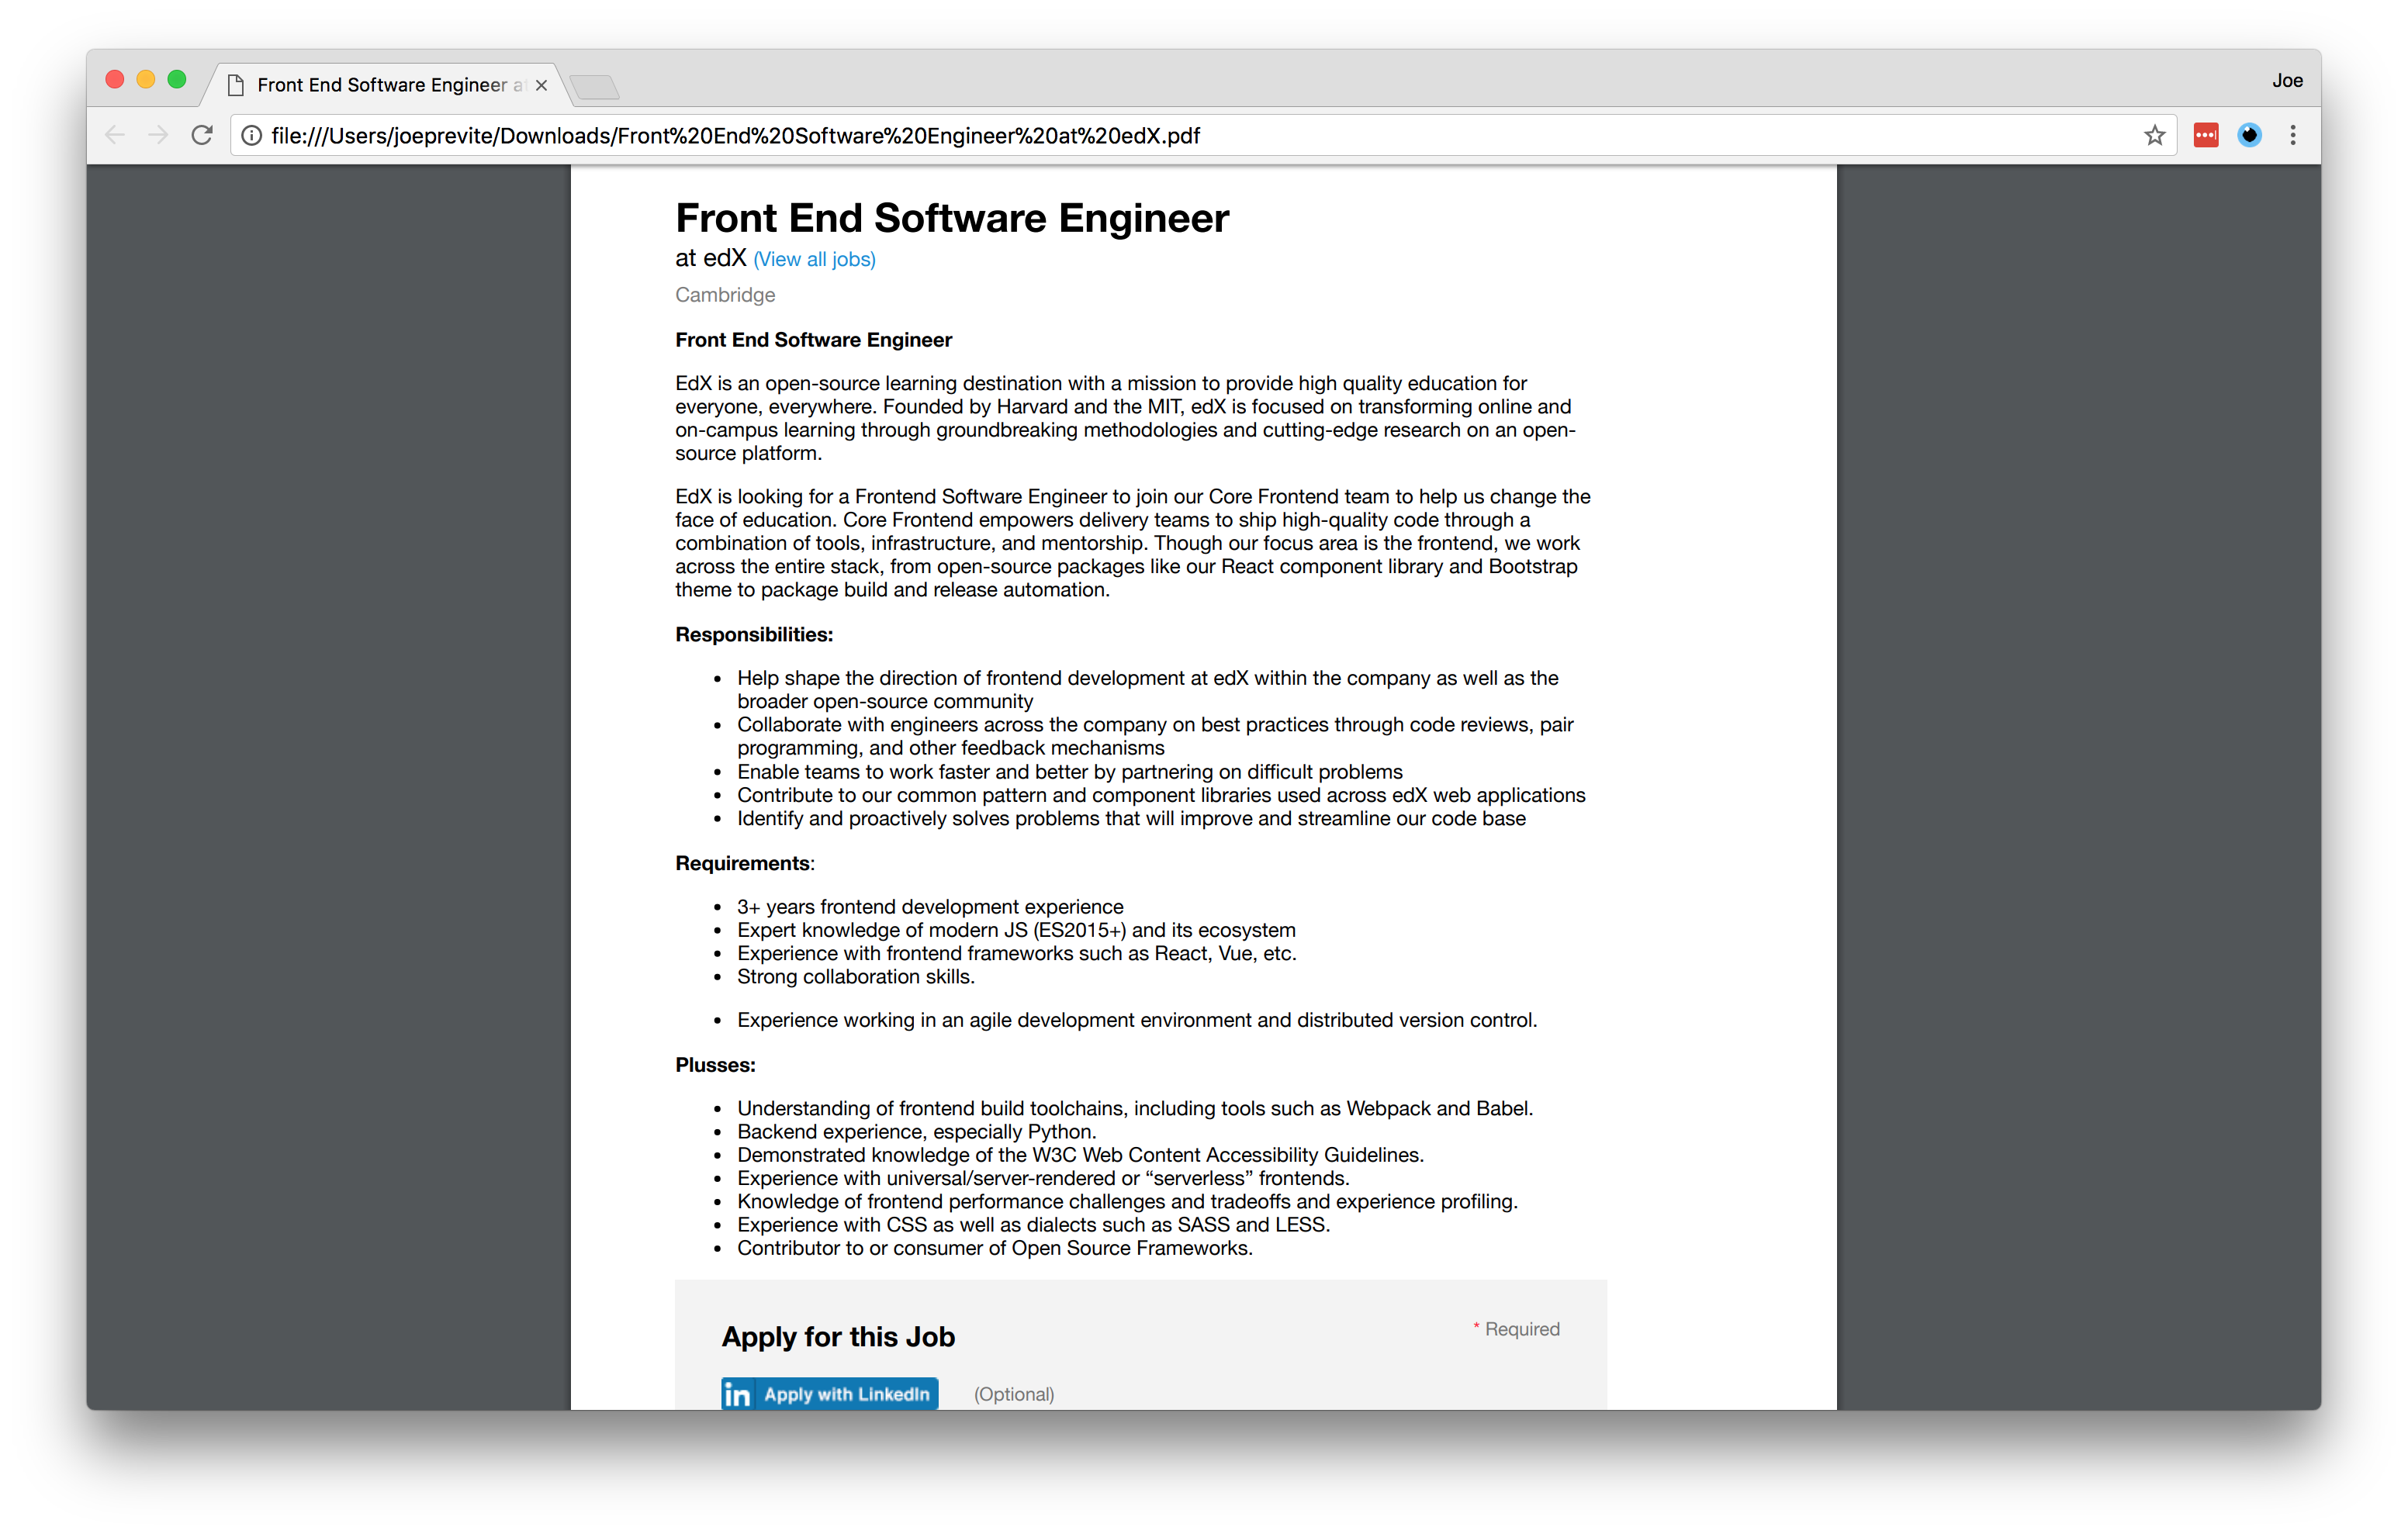 Front End Software Engineer a
Joe
file:///Users/joeprevite/Downloads/Front%20End%20Software%20Engineer%20at%20edX.pdf
Front End Software Engineer
at edX (View all jobs)
Cambridge
Front End Software Engineer
EdX is an open-source learning destination with a mission to provide high quality education for
everyone, everywhere. Founded by Harvard and the MIT, edX is focused on transforming online and
on-campus learning through groundbreaking methodologies and cutting-edge research on an open-
source platform.
EdX is looking for a Frontend Software Engineer to join our Core Frontend team to help us change the
face of education. Core Frontend empowers delivery teams to ship high-quality code through a
combination of tools, infrastructure, and mentorship. Though our focus area is the frontend, we work
across the entire stack, from open-source packages like our React component library and Bootstrap
theme to package build and release automation.
Responsibilities:
• Help shape the direction of frontend development at edX within the company as well as the
broader open-source community
• Collaborate with engineers across the company on best practices through code reviews, pair
programming, and other feedback mechanisms
• Enable teams to work faster and better by partnering on difficult problems
• Contribute to our common pattern and component libraries used across edX web applications
• Identify and proactively solves problems that will improve and streamline our code base
Requirements:
• 3+ years frontend development experience
• Expert knowledge of modern JS (ES2015+) and its ecosystem
• Experience with frontend frameworks such as React, Vue, etc.
• Strong collaboration skills.
• Experience working in an agile development environment and distributed version control.
Plusses:
• Understanding of frontend build toolchains, including tools such as Webpack and Babel.
• Backend experience, especially Python.
• Demonstrated knowledge of the W3C Web Content Accessibility Guidelines.
• Experience with universal/server-rendered or “serverless” frontends.
• Knowledge of frontend performance challenges and tradeoffs and experience profiling.
• Experience with CSS as well as dialects such as SASS and LESS.
• Contributor to or consumer of Open Source Frameworks.
Apply for this Job
* Required
in Apply with LinkedIn (Optional)